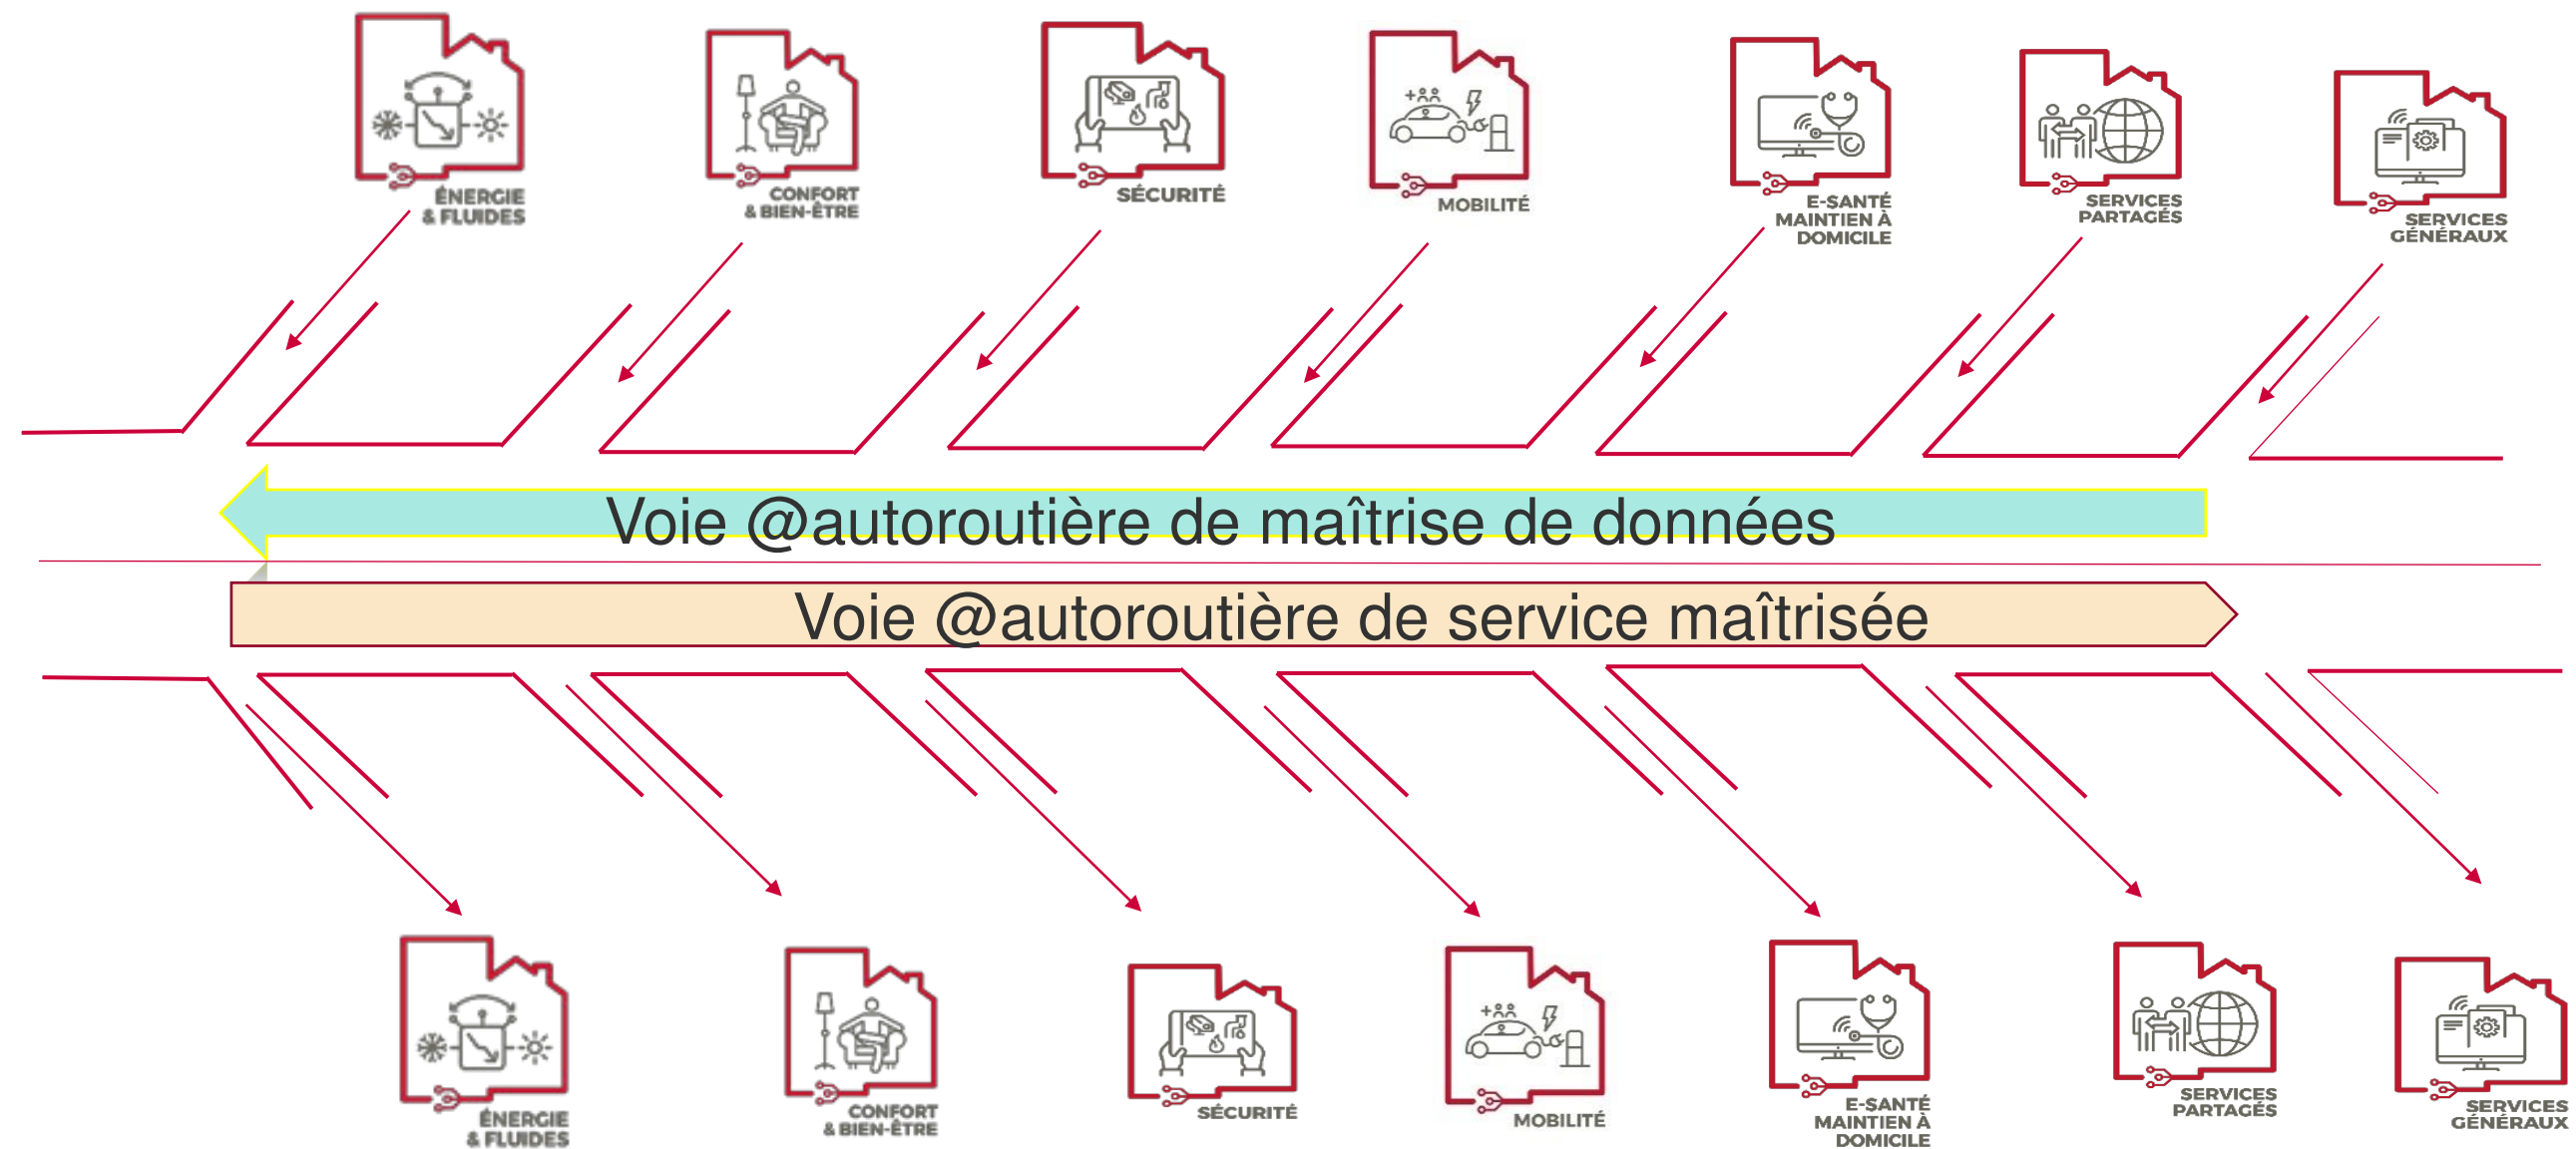 ÉNERGIE
& FLUIDES
CONFORT
& BIEN-ÊTRE
SÉCURITÉ
MOBILITÉ
E-SANTÉ
MAINTIEN À
DOMICILE
SERVICES
PARTAGÉS
SERVICES
GÉNÉRAUX
Voie @autoroutière de maîtrise de données
Voie @autoroutière de service maîtrisée
ÉNERGIE
& FLUIDES
CONFORT
& BIEN-ÊTRE
SÉCURITÉ
MOBILITÉ
E-SANTÉ
MAINTIEN À
DOMICILE
SERVICES
PARTAGÉS
SERVICES
GÉNÉRAUX